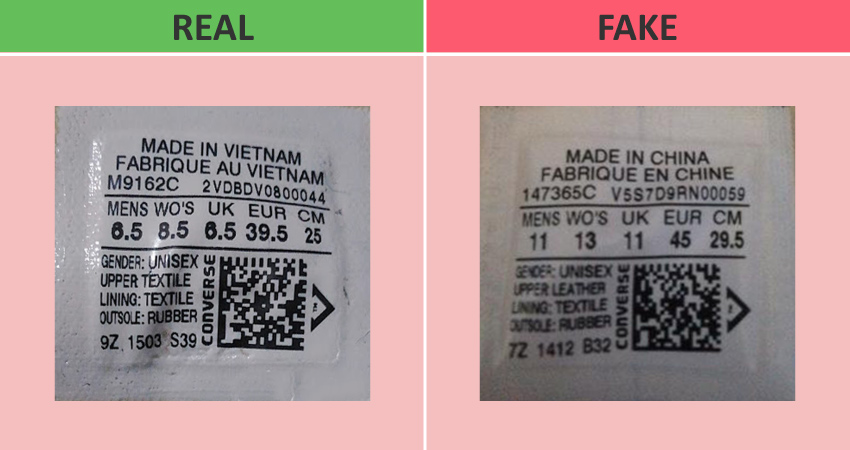 REAL
MADE IN VIETNAM
FABRIQUE AU VIETNAM
M9162C 2VDBDV0800044
MENS WO'S UK EUR CM
6.5 8.5 6.5 39.5 25
GENDER: UNISEX
UPPER TEXTILE
LINING: TEXTILE
OUTSOLE: RUBBER
CONVERSE
TM
9Z 1503 S39
FAKE
MADE IN CHINA
FABRIQUE EN CHINE
147365C V5S7D9RN00059
MENS WO'S UK EUR CM
11 13 11 45 29.5
GENDER: UNISEX
UPPER LEATHER
LINING: TEXTILE
OUTSOLE: RUBBER
CONVERSE
7Z 1412 B32